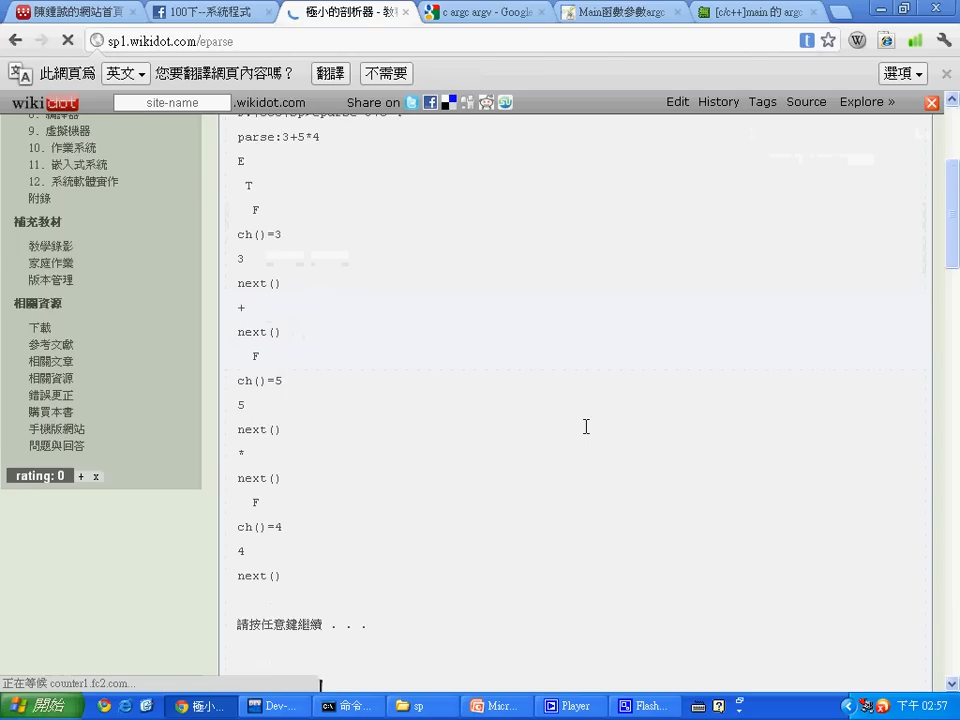 陳鍾誠的網站首頁
100下--系統程式
極小的剖析器 - 教
c argc argv - Google
Main函數參數argc
[c/c++]main 的 argc
sp1.wikidot.com/eparse
此網頁為 英文 您要翻譯網頁內容嗎？ 翻譯 不需要 選項
wikidot site-name .wikidot.com Share on Edit History Tags Source Explore »
9. 虛擬機器
10. 作業系統
11. 嵌入式系統
12. 系統軟體實作
附錄
補充教材
教學錄影
家庭作業
版本管理
相關資源
下載
參考文獻
相關文章
相關資源
錯誤更正
購買本書
手機版網站
問題與回答
rating: 0 + x
parse:3+5*4
E
T
F
ch()=3
3
next()
+
next()
F
ch()=5
5
next()
*
next()
F
ch()=4
4
next()
請按任意鍵繼續 . . .
正在等候 counter1.fc2.com...
開始 極小... Dev-... 命令... sp Micr... Player Flash... 下午 02:57